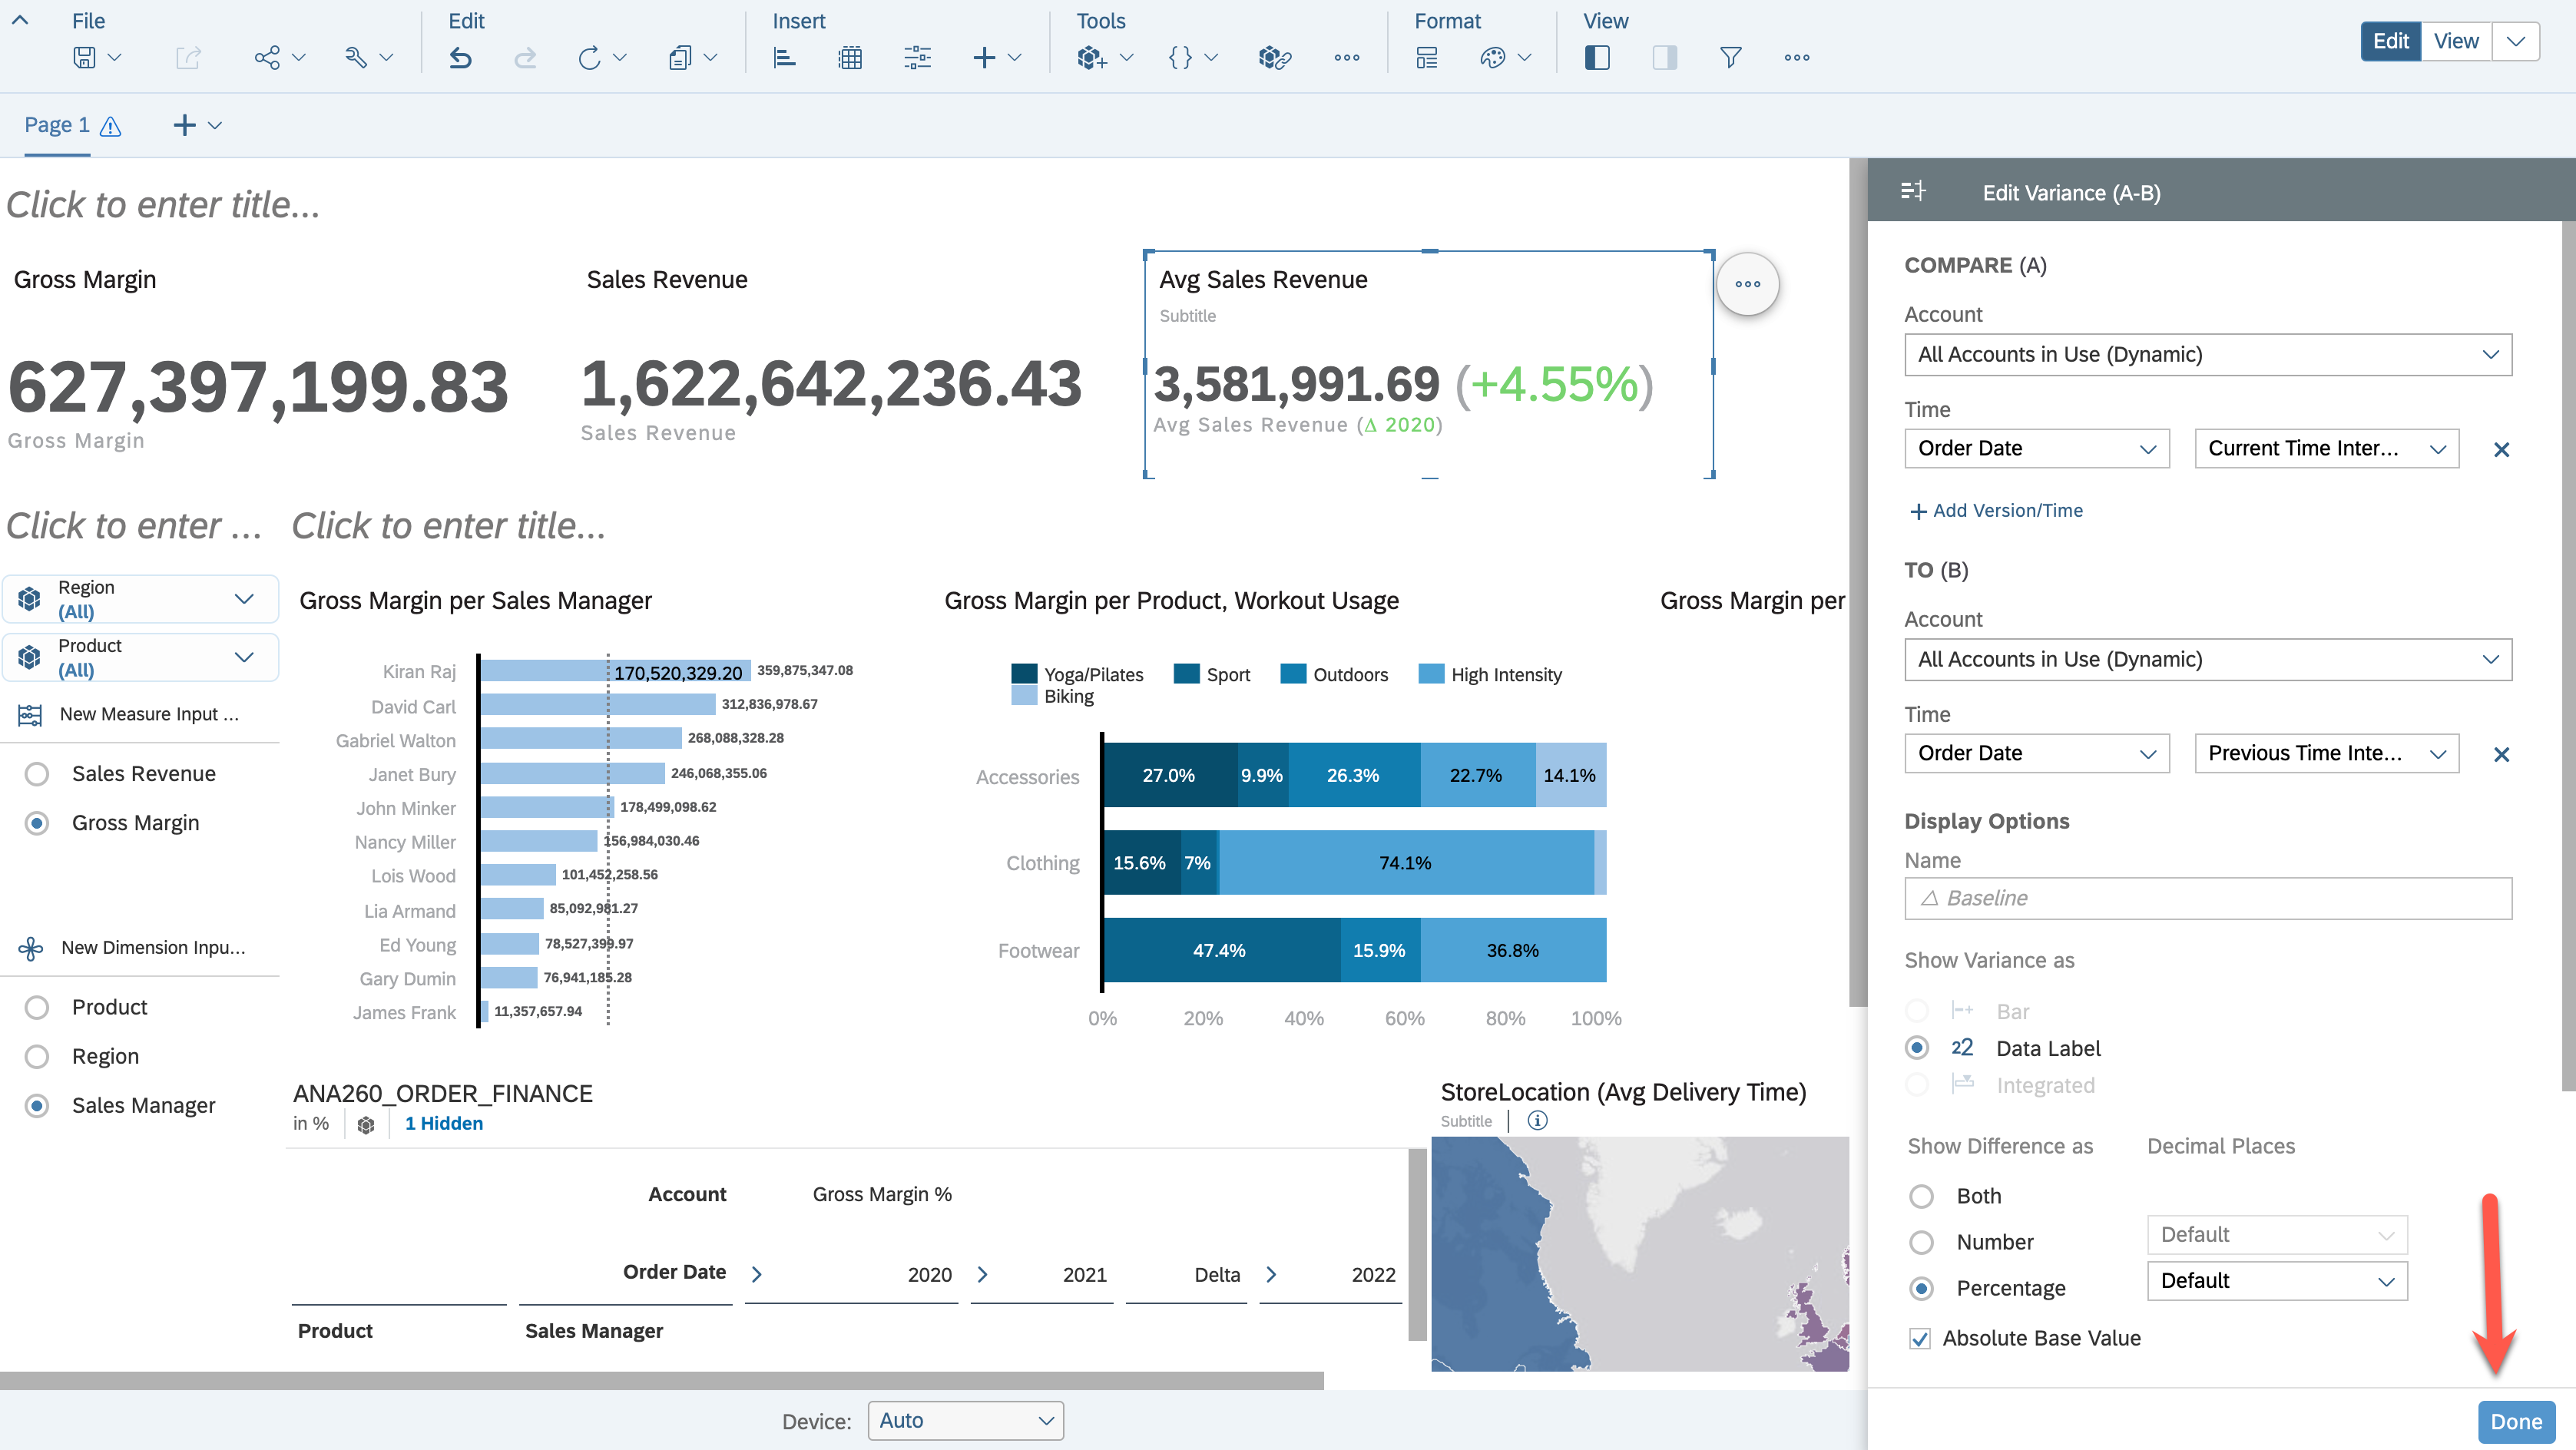 File Edit Insert Tools Format View
Edit View
Page 1
Click to enter title...
Gross Margin
627,397,199.83
Gross Margin
Sales Revenue
1,622,642,236.43
Sales Revenue
Avg Sales Revenue
Subtitle
3,581,991.69 (+4.55%)
Avg Sales Revenue (Δ 2020)
Click to enter ...
Click to enter title...
Region
(All)
Product
(All)
New Measure Input ...
Sales Revenue
Gross Margin
New Dimension Inpu...
Product
Region
Sales Manager
Gross Margin per Sales Manager
Kiran Raj 170,520,329.20 359,875,347.08
David Carl 312,836,978.67
Gabriel Walton 268,088,328.28
Janet Bury 246,068,355.06
John Minker 178,499,098.62
Nancy Miller 156,984,030.46
Lois Wood 101,452,258.56
Lia Armand 85,092,981.27
Ed Young 78,527,399.97
Gary Dumin 76,941,185.28
James Frank 11,357,657.94
Gross Margin per Product, Workout Usage
Yoga/Pilates Sport Outdoors High Intensity
Biking
Accessories 27.0% 9.9% 26.3% 22.7% 14.1%
Clothing 15.6% 7% 74.1%
Footwear 47.4% 15.9% 36.8%
0% 20% 40% 60% 80% 100%
Gross Margin per
ANA260_ORDER_FINANCE
in % 1 Hidden
Account Gross Margin %
Order Date 2020 2021 Delta 2022
Product Sales Manager
StoreLocation (Avg Delivery Time)
Subtitle
Device: Auto
Edit Variance (A-B)
COMPARE (A)
Account
All Accounts in Use (Dynamic)
Time
Order Date Current Time Inter...
Add Version/Time
TO (B)
Account
All Accounts in Use (Dynamic)
Time
Order Date Previous Time Inte...
Display Options
Name
△ Baseline
Show Variance as
Bar
22 Data Label
Integrated
Show Difference as Decimal Places
Both
Number Default
Percentage Default
Absolute Base Value
Done